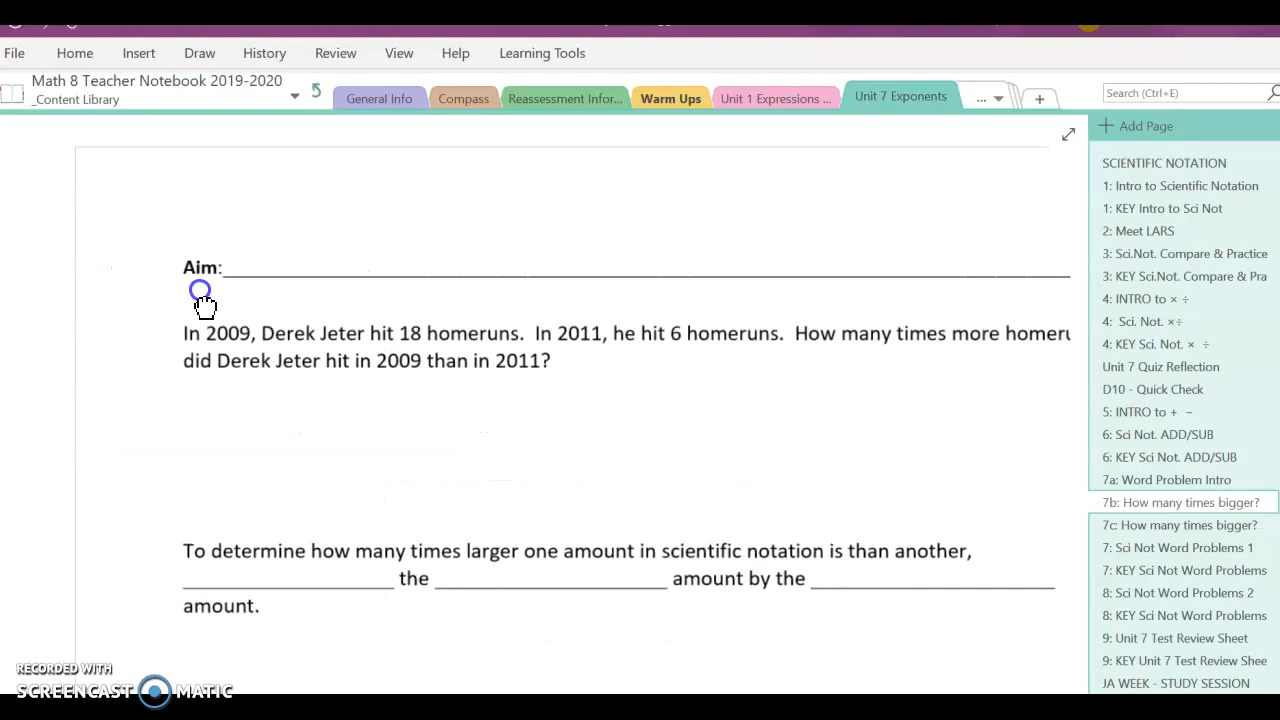 File Home Insert Draw History Review View Help Learning Tools
Math 8 Teacher Notebook 2019-2020
_Content Library
General Info Compass Reassessment Infor... Warm Ups Unit 1 Expressions ... Unit 7 Exponents ...
Search (Ctrl+E)
Add Page
SCIENTIFIC NOTATION
1: Intro to Scientific Notation
1: KEY Intro to Sci Not
2: Meet LARS
3: Sci.Not. Compare & Practice
3: KEY Sci.Not. Compare & Pra
4: INTRO to × ÷
4: Sci. Not. ×÷
4: KEY Sci. Not. × ÷
Unit 7 Quiz Reflection
D10 - Quick Check
5: INTRO to + −
6: Sci Not. ADD/SUB
6: KEY Sci Not. ADD/SUB
7a: Word Problem Intro
7b: How many times bigger?
7c: How many times bigger?
7: Sci Not Word Problems 1
7: KEY Sci Not Word Problems
8: Sci Not Word Problems 2
8: KEY Sci Not Word Problems
9: Unit 7 Test Review Sheet
9: KEY Unit 7 Test Review Shee
JA WEEK - STUDY SESSION
Aim:
In 2009, Derek Jeter hit 18 homeruns. In 2011, he hit 6 homeruns. How many times more homeru
did Derek Jeter hit in 2009 than in 2011?
To determine how many times larger one amount in scientific notation is than another,
____________________ the ______________________ amount by the _______________________
amount.
RECORDED WITH
SCREENCAST MATIC